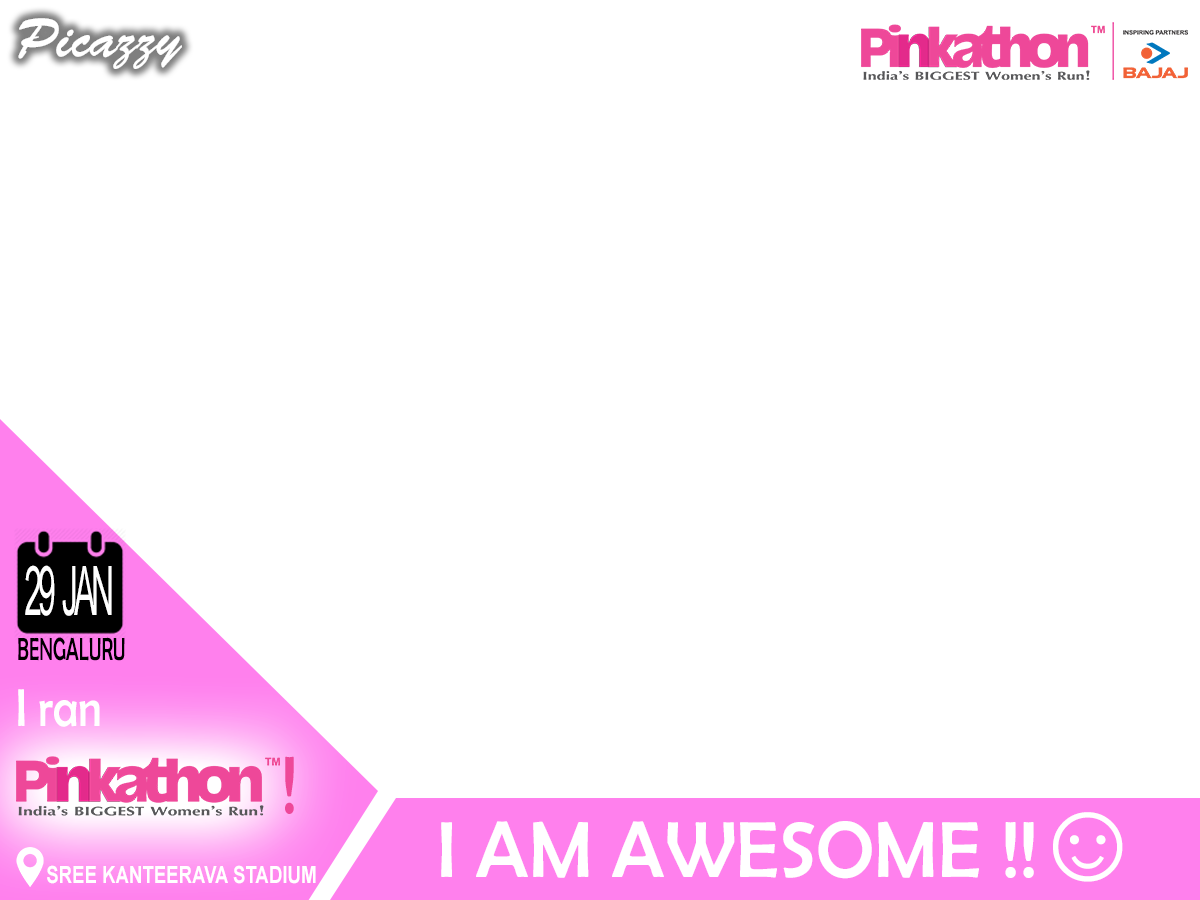 Picazzy
Pinkathon™
India's BIGGEST Women's Run!
INSPIRING PARTNERS
BAJAJ
29 JAN
BENGALURU
I ran
Pinkathon™!
India's BIGGEST Women's Run!
SREE KANTEERAVA STADIUM
I AM AWESOME !!